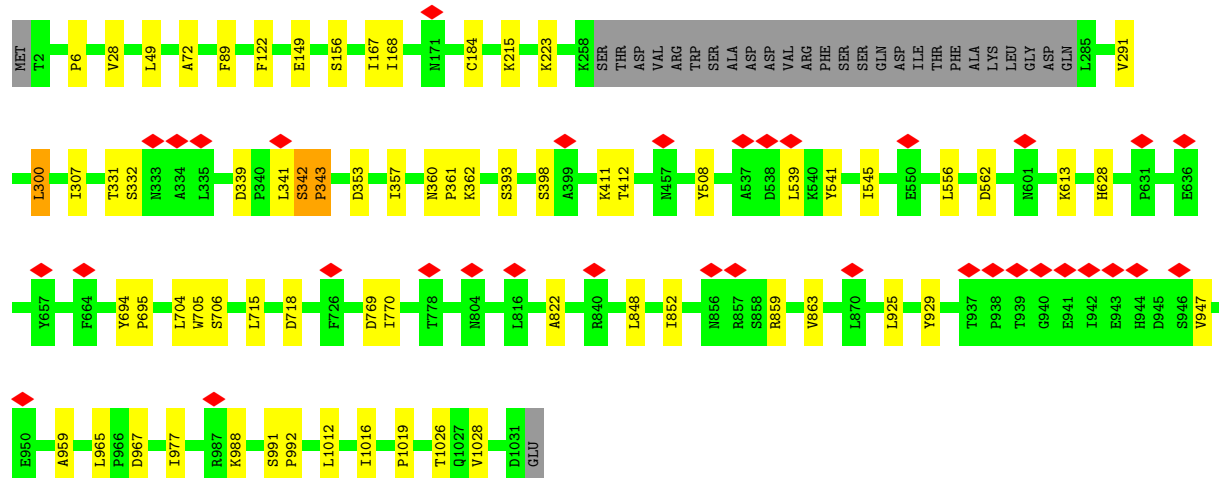 MET T2 P6 V28 L49 A72 F89 F122 E149 S156 I167 I168 N171 C184 K215 K223 K258 SER THR ASP VAL ARG TRP SER ALA ASP ASP VAL ARG PHE SER SER GLN ASP ILE THR PHE ALA LYS LEU GLY ASP GLN L285 V291
L300 I307 T331 S332 N333 A334 L335 D339 P340 L341 S342 P343 D353 I357 N360 P361 K362 S393 S398 A399 K411 T412 N457 Y508 A537 D538 L539 K540 Y541 I545 E550 L556 D562 N601 K613 H628 P631 E636
Y657 F664 Y694 P695 L704 W705 S706 L715 D718 F726 D769 I770 T778 N804 L816 A822 R840 L848 I852 N856 R857 S858 R859 V863 L870 L925 Y929 T937 P938 T939 G940 E941 I942 E943 H944 D945 S946 V947
E950 A959 L965 P966 D967 I977 R987 K988 S991 P992 L1012 I1016 P1019 T1026 Q1027 V1028 D1031 GLU